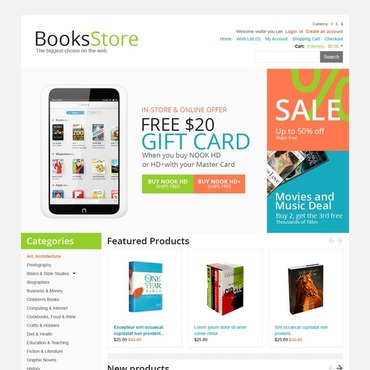 Currency: € £ $
BooksStore
The biggest choice on the web
Welcome visitor you can Login or Create an account
Home Wish List (0) My Account Shopping Cart Checkout
Cart: 0 item(s) - $0.00
Search
IN-STORE & ONLINE OFFER
FREE $20
GIFT CARD
When you buy NOOK HD
or HD+with your Master Card
BUY NOOK HD
SHIPS FREE
BUY NOOK HD+
SHIPS FREE
%
SALE
Up to 50% off
Ships free
Movies and
Music Deal
Buy 2, get the 3rd free
Thousands of Titles
Categories
Art, Architecture
Photography
Bibles & Bible Studies
Biographies
Business & Money
Children's Books
Computing & Internet
Cookbooks, Food & Wine
Crafts & Hobbies
Diet & Health
Education & Teaching
Fiction & Literature
Graphic Novels
History
Featured Products
ONE
YEAR
BIBLE
Excepteur sint occaecat
cupidatat non proident...
$25.89
Lorem ipsum dolor sit amet
conse ctetur...
$25.89
Sint occaecat cupidatat non
proident...
$25.89
New products